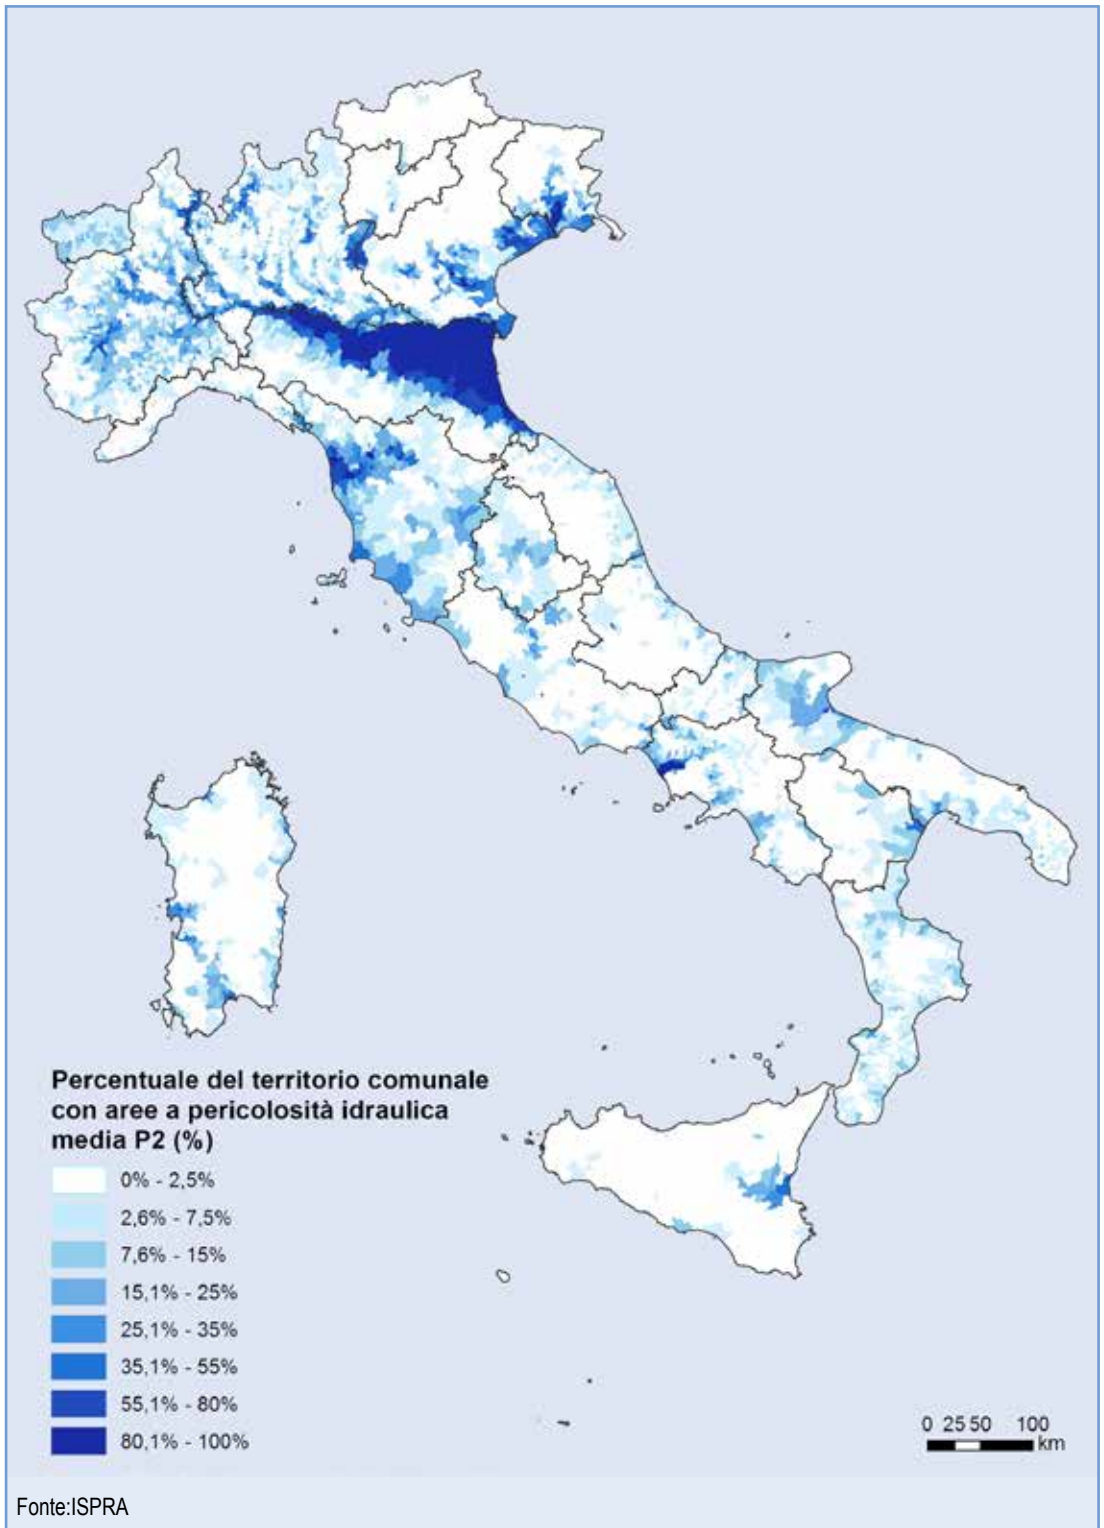 Percentuale del territorio comunale
con aree a pericolosità idraulica
media P2 (%)
0% - 2,5%
2,6% - 7,5%
7,6% - 15%
15,1% - 25%
25,1% - 35%
35,1% - 55%
55,1% - 80%
80,1% - 100%
0 25 50 100
km
Fonte:ISPRA